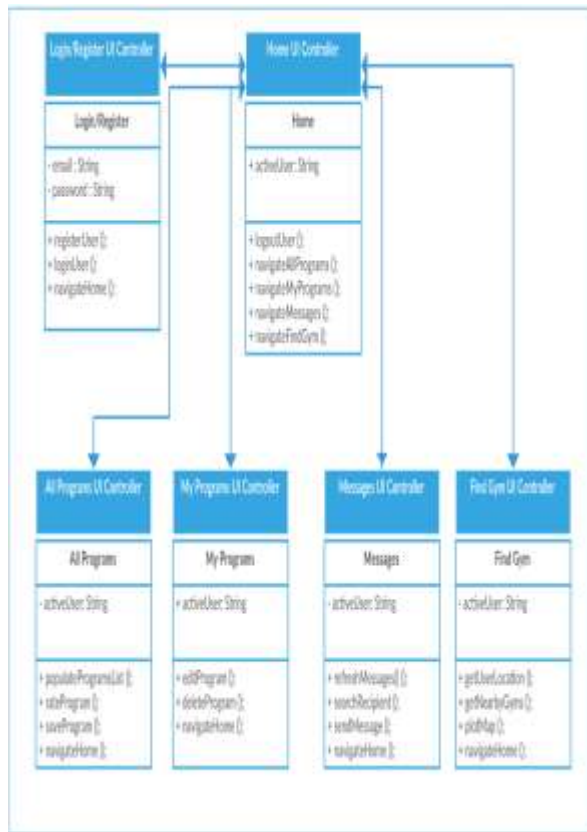 Login/Register UI Controller
Login/Register
- email : String
- password : String
+ registerUser ();
+ loginUser ();
+ navigateHome ();
Home UI Controller
Home
+ activeUser: String
+ logoutUser ();
+ navigateAllPrograms ();
+ navigateMyPrograms ();
+ navigateMessages ();
+ navigateFindGym ();
All Programs UI Controller
All Programs
- activeUser: String
+ populateProgramsList ();
+ rateProgram ();
+ saveProgram ();
+ navigateHome ();
My Programs UI Controller
My Programs
+ activeUser: String
+ editProgram ();
+ deleteProgram ();
+ navigateHome ();
Messages UI Controller
Messages
- activeUser: String
+ refreshMessages() ();
+ searchRecipient ();
+ sendMessage ();
+ navigateHome ();
Find Gym UI Controller
Find Gym
- activeUser: String
+ getUserLocation ();
+ getNearbyGyms ();
+ plotMap ();
+ navigateHome ();